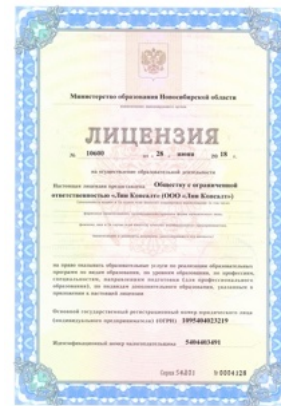 Министерство образования Новосибирской области
ЛИЦЕНЗИЯ
№ 10600 от « 28 » июня 20 18 г.
на осуществление образовательной деятельности
Настоящая лицензия предоставлена Обществу с ограниченной
ответственностью «Лин Консалт» (ООО «Лин Консалт»)
на право оказывать образовательные услуги по реализации образовательных
программ по видам образования, по уровням образования, по профессиям,
специальностям, направлениям подготовки (для профессионального
образования), по подвидам дополнительного образования, указанным в
приложении к настоящей лицензии
Основной государственный регистрационный номер юридического лица
(индивидуального предпринимателя) (ОГРН) 1095404023219
Идентификационный номер налогоплательщика 5404403491
Серия 54Л01 № 0004128